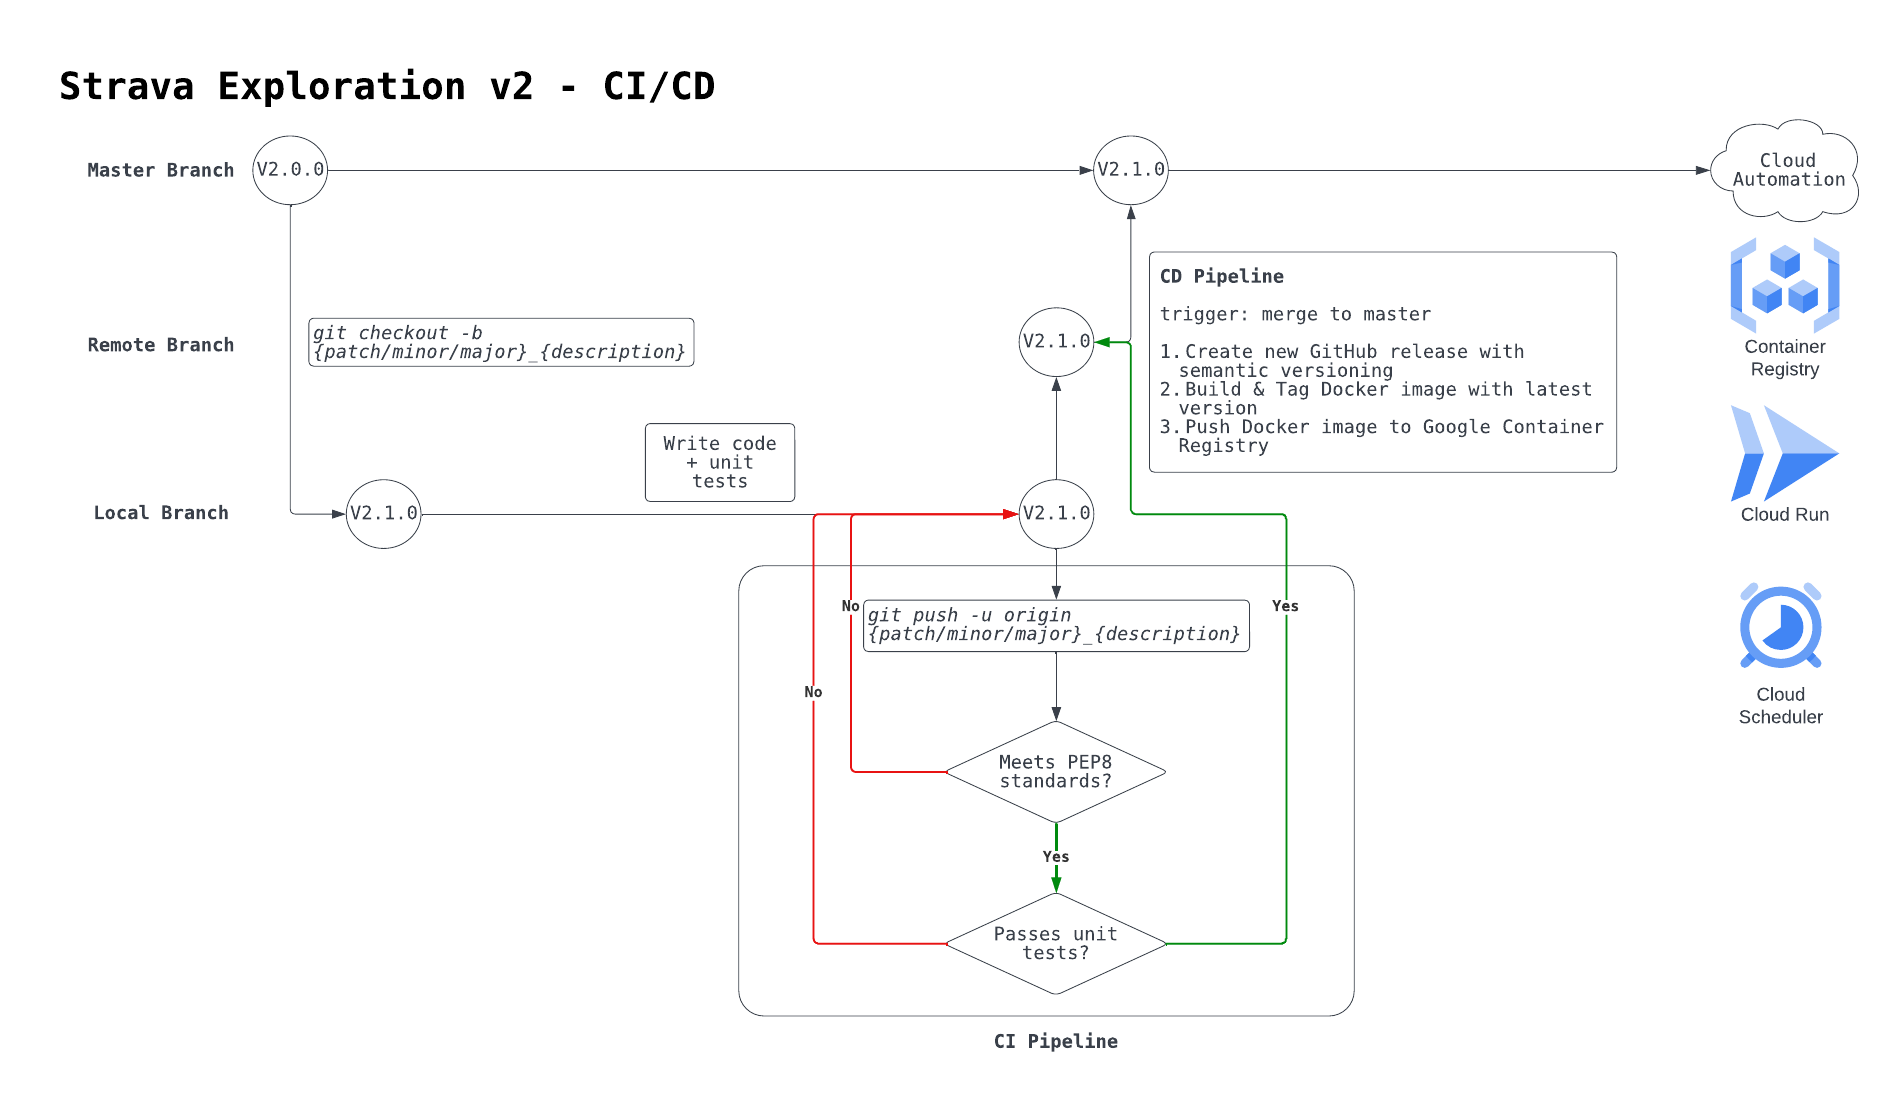 Strava Exploration v2 - CI/CD
Master Branch
V2.0.0
V2.1.0
Cloud
Automation
CD Pipeline
trigger: merge to master
1. Create new GitHub release with
semantic versioning
2. Build & Tag Docker image with latest
version
3. Push Docker image to Google Container
Registry
Container
Registry
Remote Branch
git checkout -b
{patch/minor/major}_{description}
V2.1.0
Cloud Run
Write code
+ unit
tests
Local Branch
V2.1.0
V2.1.0
No
git push -u origin
{patch/minor/major}_{description}
Yes
No
Cloud
Scheduler
Meets PEP8
standards?
Yes
Passes unit
tests?
CI Pipeline